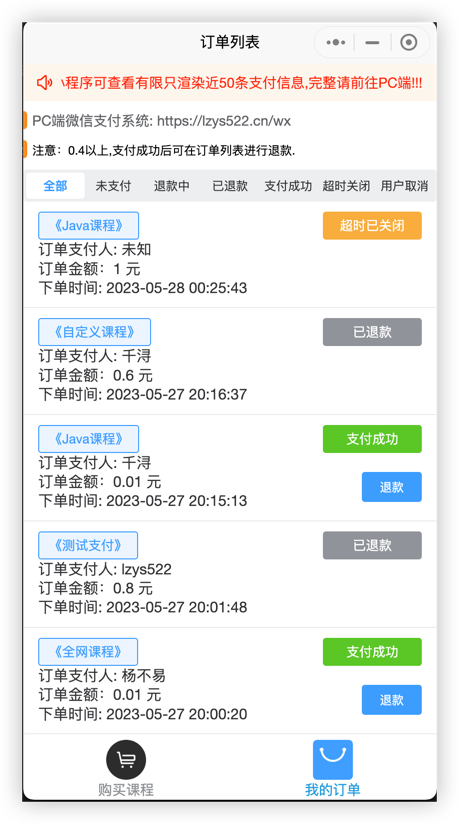 订单列表
程序可查看有限只渲染近50条支付信息,完整请前往PC端!!!
PC端微信支付系统: https://lzys522.cn/wx
注意：0.4以上,支付成功后可在订单列表进行退款.
全部 未支付 退款中 已退款 支付成功 超时关闭 用户取消
《Java课程》 超时已关闭
订单支付人: 未知
订单金额：1 元
下单时间: 2023-05-28 00:25:43
《自定义课程》 已退款
订单支付人: 千浔
订单金额：0.6 元
下单时间: 2023-05-27 20:16:37
《Java课程》 支付成功
订单支付人: 千浔
订单金额：0.01 元 退款
下单时间: 2023-05-27 20:15:13
《测试支付》 已退款
订单支付人: lzys522
订单金额：0.8 元
下单时间: 2023-05-27 20:01:48
《全网课程》 支付成功
订单支付人: 杨不易
订单金额：0.01 元 退款
下单时间: 2023-05-27 20:00:20
购买课程 我的订单